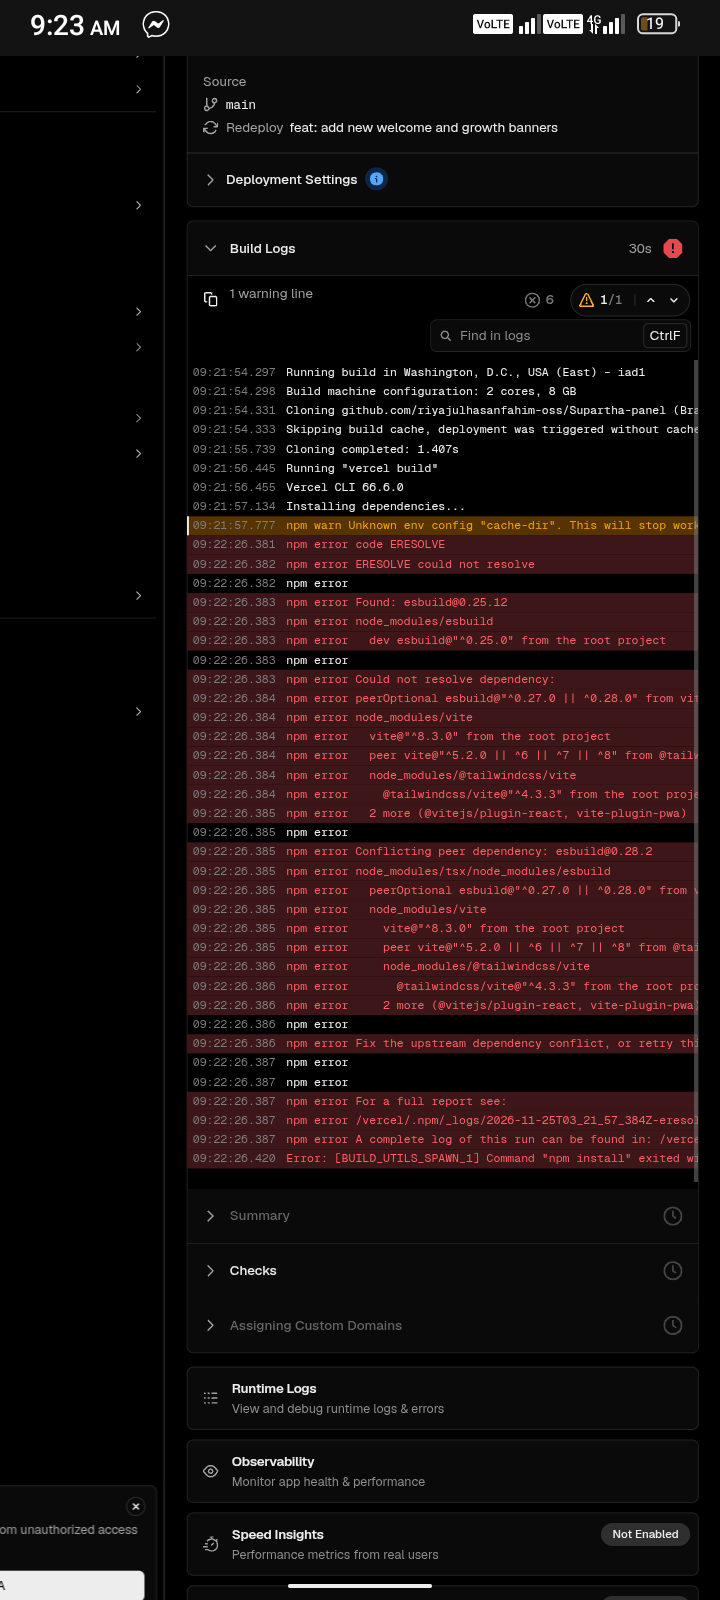 9:23 AM
VoLTE VoLTE 4G 19
Source
main
Redeploy feat: add new welcome and growth banners
Deployment Settings
Build Logs 30s
1 warning line 6 1/1
Find in logs CtrlF
09:21:54.297 Running build in Washington, D.C., USA (East) – iad1
09:21:54.298 Build machine configuration: 2 cores, 8 GB
09:21:54.331 Cloning github.com/riyajulhasanfahim-oss/Supartha-panel (Bra
09:21:54.333 Skipping build cache, deployment was triggered without cache
09:21:55.739 Cloning completed: 1.407s
09:21:56.445 Running "vercel build"
09:21:56.455 Vercel CLI 66.6.0
09:21:57.134 Installing dependencies...
09:21:57.777 npm warn Unknown env config "cache-dir". This will stop work
09:22:26.381 npm error code ERESOLVE
09:22:26.382 npm error ERESOLVE could not resolve
09:22:26.382 npm error
09:22:26.383 npm error Found: esbuild@0.25.12
09:22:26.383 npm error node_modules/esbuild
09:22:26.383 npm error   dev esbuild@"^0.25.0" from the root project
09:22:26.383 npm error
09:22:26.383 npm error Could not resolve dependency:
09:22:26.384 npm error peerOptional esbuild@"^0.27.0 || ^0.28.0" from vit
09:22:26.384 npm error node_modules/vite
09:22:26.384 npm error   vite@"^8.3.0" from the root project
09:22:26.384 npm error   peer vite@"^5.2.0 || ^6 || ^7 || ^8" from @tailw
09:22:26.384 npm error   node_modules/@tailwindcss/vite
09:22:26.384 npm error     @tailwindcss/vite@"^4.3.3" from the root proje
09:22:26.385 npm error   2 more (@vitejs/plugin-react, vite-plugin-pwa)
09:22:26.385 npm error
09:22:26.385 npm error Conflicting peer dependency: esbuild@0.28.2
09:22:26.385 npm error node_modules/tsx/node_modules/esbuild
09:22:26.385 npm error   peerOptional esbuild@"^0.27.0 || ^0.28.0" from v
09:22:26.385 npm error   node_modules/vite
09:22:26.385 npm error     vite@"^8.3.0" from the root project
09:22:26.385 npm error     peer vite@"^5.2.0 || ^6 || ^7 || ^8" from @tai
09:22:26.386 npm error     node_modules/@tailwindcss/vite
09:22:26.386 npm error       @tailwindcss/vite@"^4.3.3" from the root pro
09:22:26.386 npm error     2 more (@vitejs/plugin-react, vite-plugin-pwa
09:22:26.386 npm error
09:22:26.386 npm error Fix the upstream dependency conflict, or retry thi
09:22:26.387 npm error
09:22:26.387 npm error
09:22:26.387 npm error For a full report see:
09:22:26.387 npm error /vercel/.npm/_logs/2026-11-25T03_21_57_384Z-eresol
09:22:26.387 npm error A complete log of this run can be found in: /verce
09:22:26.420 Error: [BUILD_UTILS_SPAWN_1] Command "npm install" exited wi
Summary
Checks
Assigning Custom Domains
Runtime Logs
View and debug runtime logs & errors
Observability
Monitor app health & performance
om unauthorized access
Speed Insights Not Enabled
Performance metrics from real users
A